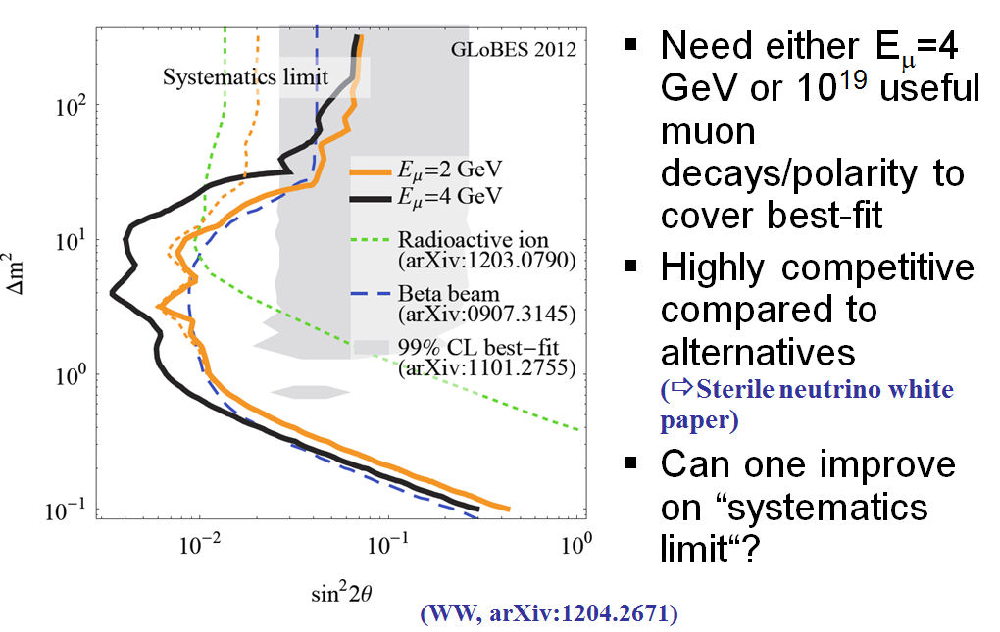 GLoBES 2012
Systematics limit
10²
10¹
10⁰
10⁻¹
Δm²
Eμ=2 GeV
Eμ=4 GeV
Radioactive ion
(arXiv:1203.0790)
Beta beam
(arXiv:0907.3145)
99% CL best−fit
(arXiv:1101.2755)
10⁻²
10⁻¹
10⁰
sin²2θ
▪ Need either Eμ=4
GeV or 10¹⁹ useful
muon
decays/polarity to
cover best-fit
▪ Highly competitive
compared to
alternatives
(⇨Sterile neutrino white
paper)
▪ Can one improve
on “systematics
limit“?
(WW, arXiv:1204.2671)